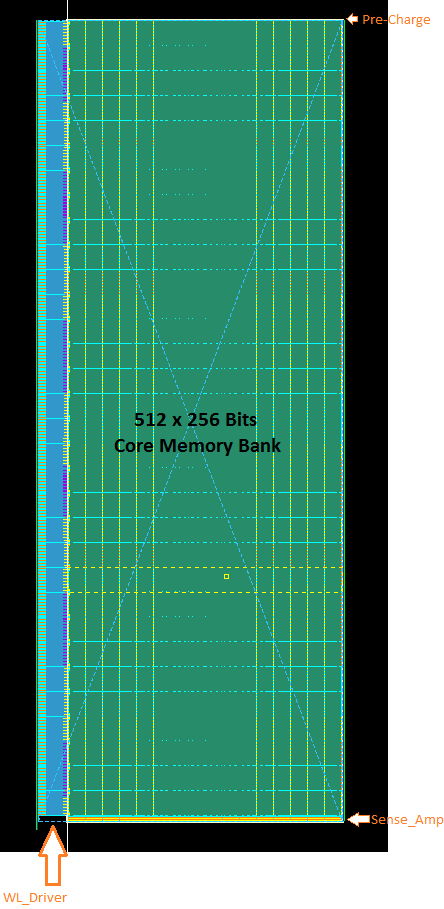 Pre-Charge
512 x 256 Bits
Core Memory Bank
Sense_Amp
WL_Driver